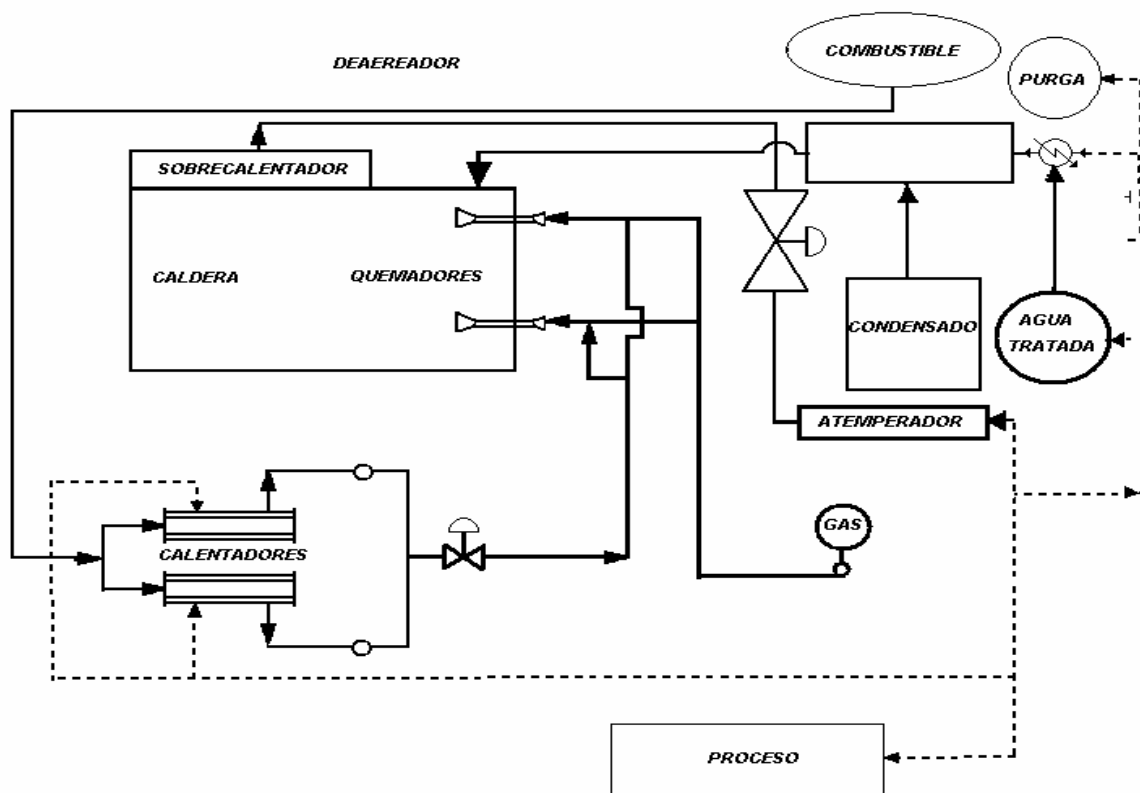 COMBUSTIBLE
DEAEREADOR
PURGA
SOBRECALENTADOR
CALDERA
QUEMADORES
CONDENSADO
AGUA
TRATADA
ATEMPERADOR
GAS
CALENTADORES
PROCESO